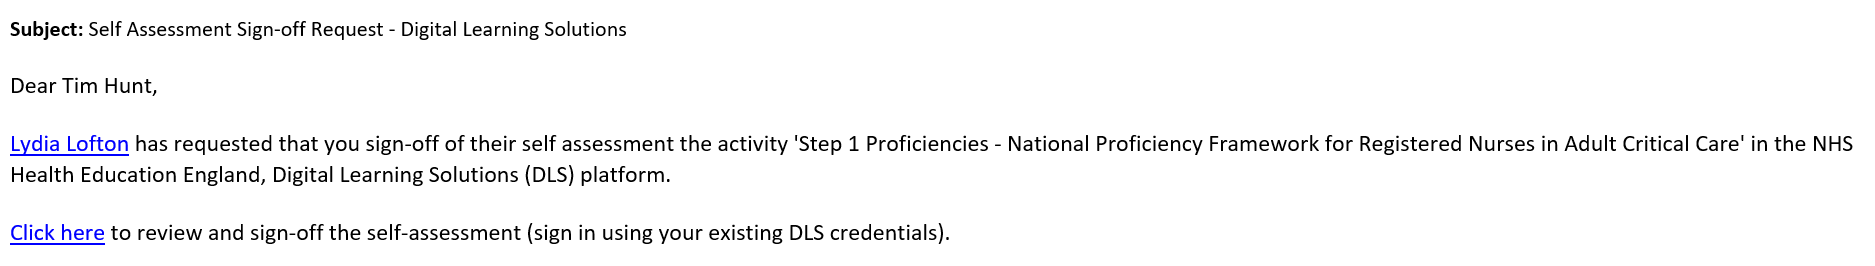 Subject: Self Assessment Sign-off Request - Digital Learning Solutions
Dear Tim Hunt,
Lydia Lofton has requested that you sign-off of their self assessment the activity 'Step 1 Proficiencies - National Proficiency Framework for Registered Nurses in Adult Critical Care' in the NHS
Health Education England, Digital Learning Solutions (DLS) platform.
Click here to review and sign-off the self-assessment (sign in using your existing DLS credentials).